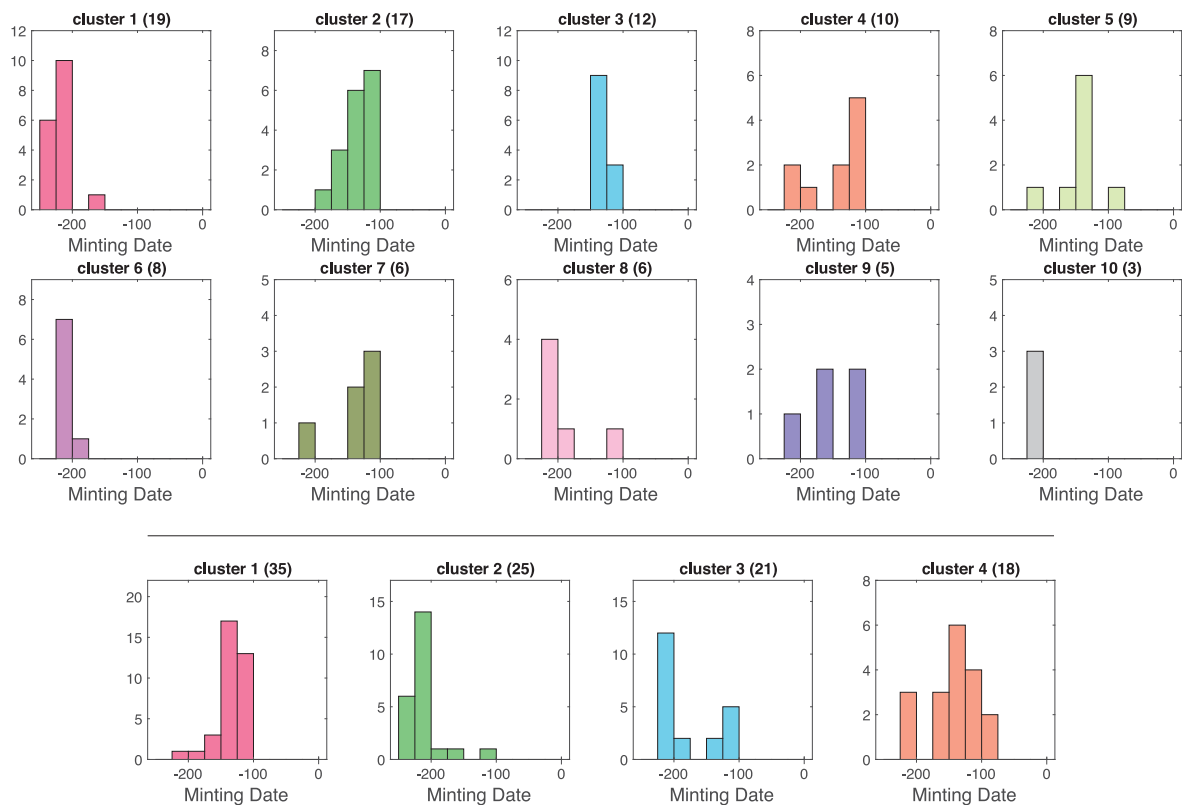 cluster 1 (19)
cluster 2 (17)
cluster 3 (12)
cluster 4 (10)
cluster 5 (9)
12
10
8
6
4
2
0
8
6
4
2
0
12
10
8
6
4
2
0
8
6
4
2
0
8
6
4
2
0
-200 -100 0
-200 -100 0
-200 -100 0
-200 -100 0
-200 -100 0
Minting Date
Minting Date
Minting Date
Minting Date
Minting Date
cluster 6 (8)
cluster 7 (6)
cluster 8 (6)
cluster 9 (5)
cluster 10 (3)
8
6
4
2
0
5
4
3
2
1
0
6
4
2
0
4
3
2
1
0
5
4
3
2
1
0
-200 -100 0
-200 -100 0
-200 -100 0
-200 -100 0
-200 -100 0
Minting Date
Minting Date
Minting Date
Minting Date
Minting Date
cluster 1 (35)
cluster 2 (25)
cluster 3 (21)
cluster 4 (18)
20
15
10
5
0
15
10
5
0
15
10
5
0
8
6
4
2
0
-200 -100 0
-200 -100 0
-200 -100 0
-200 -100 0
Minting Date
Minting Date
Minting Date
Minting Date